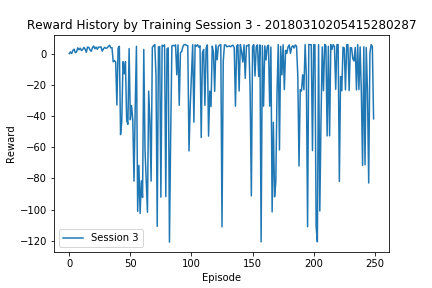 Reward History by Training Session 3 - 20180310205415280287
0
−20
−40
−60
−80
−100
−120
Reward
Session 3
0 50 100 150 200 250
Episode